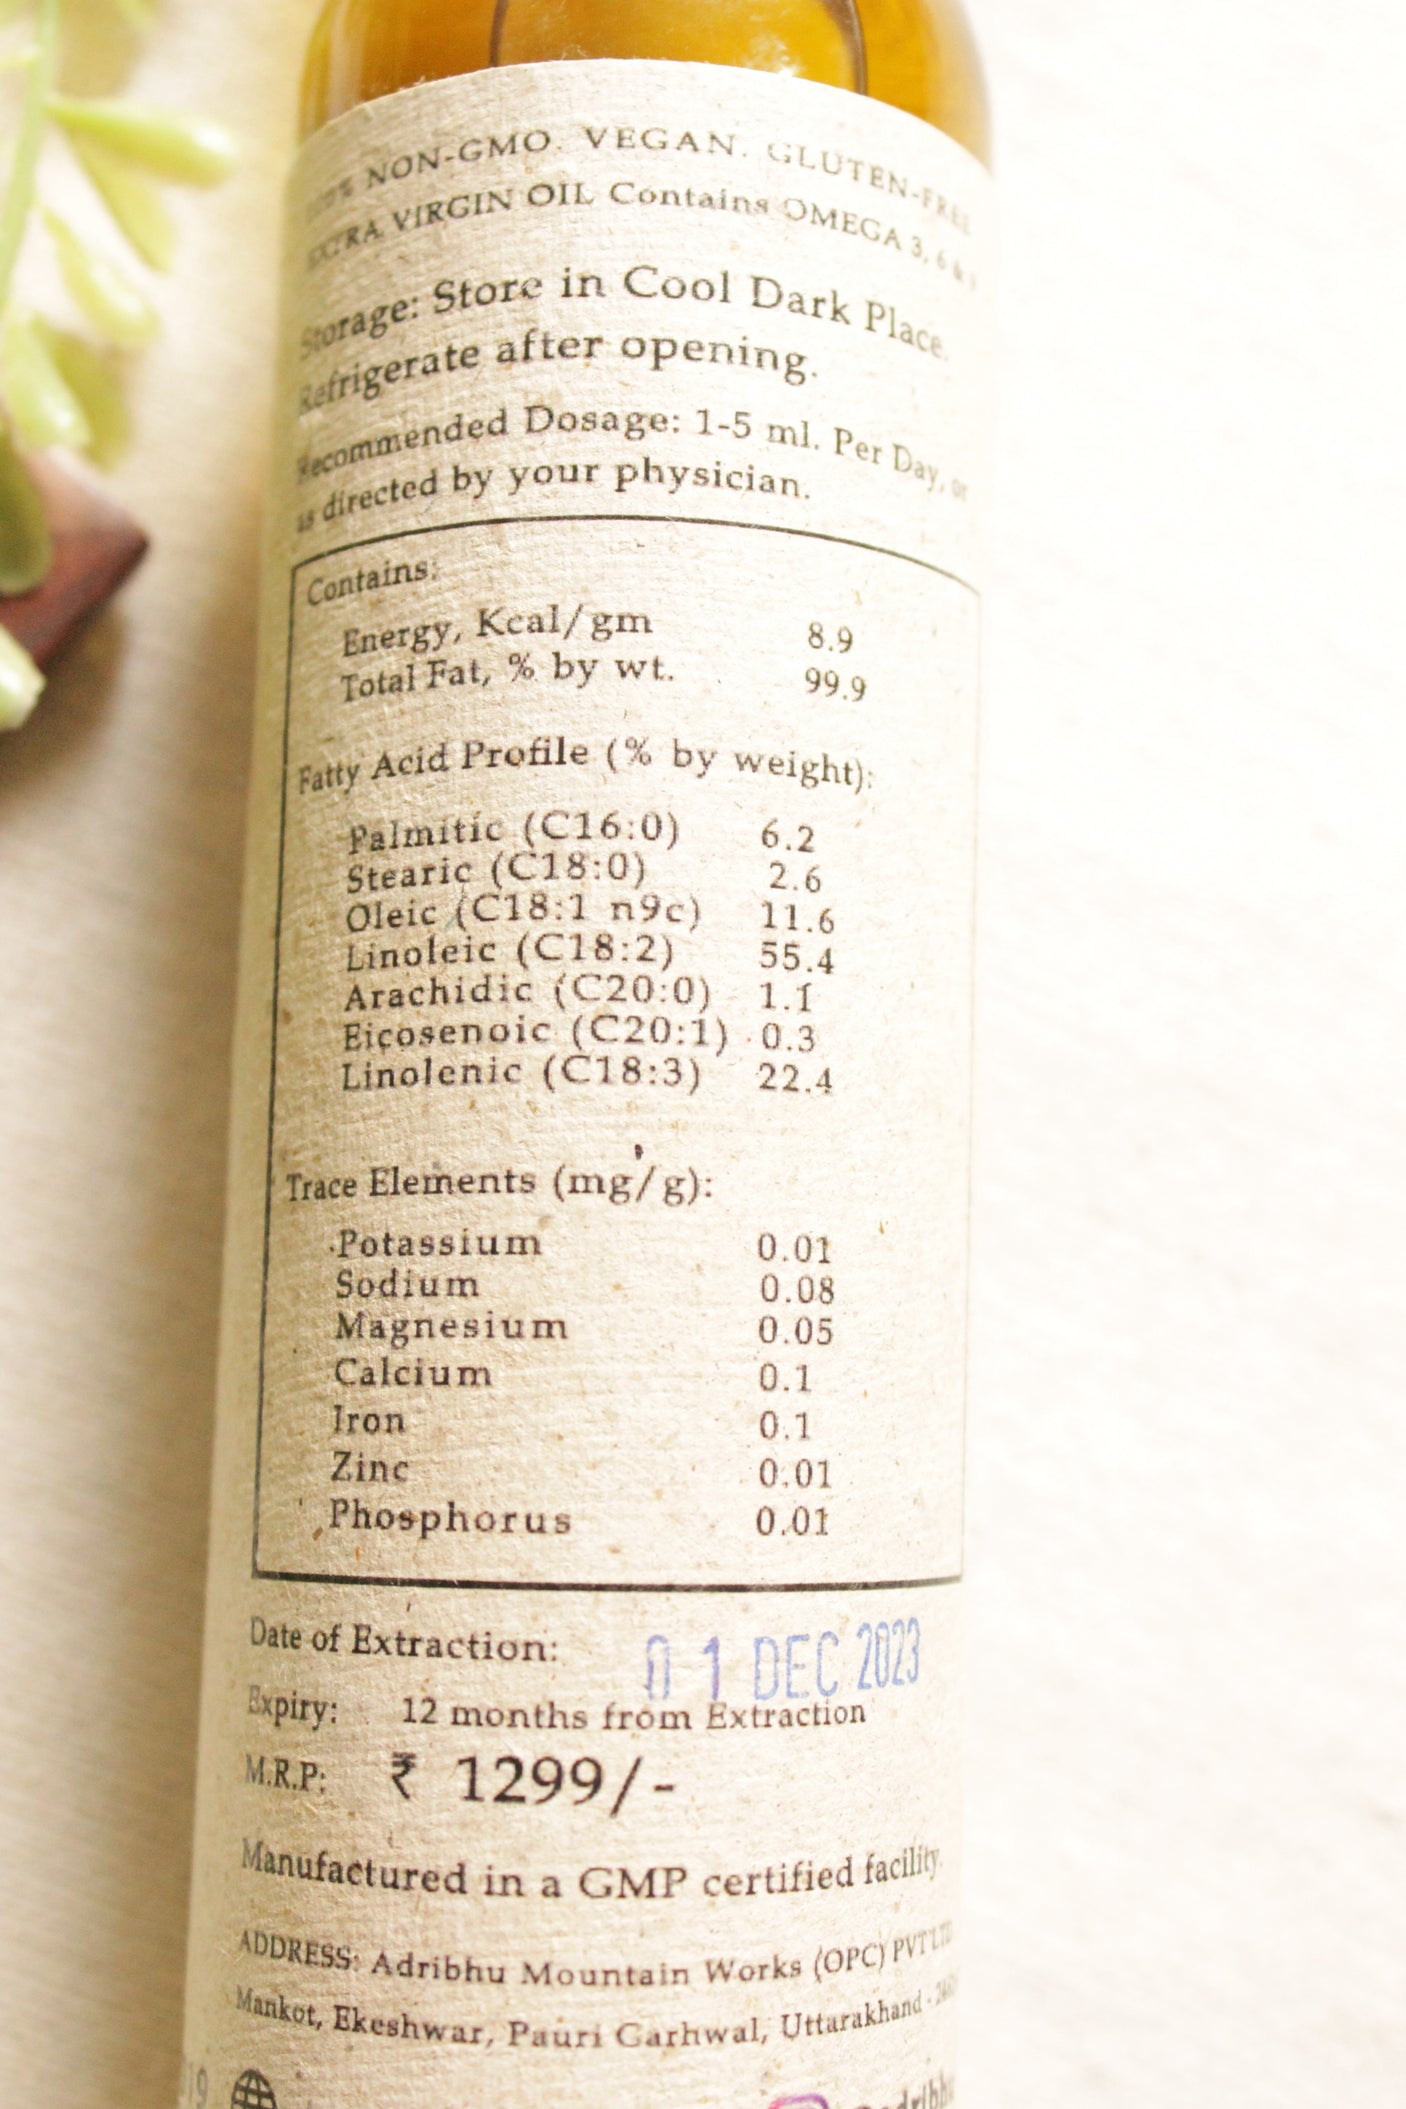 NON-GMO. VEGAN. GLUTEN-FREE
EXTRA VIRGIN OIL Contains OMEGA 3, 6 &
Storage: Store in Cool Dark Place.
Refrigerate after opening.
Recommended Dosage: 1-5 ml. Per Day, or
as directed by your physician.
Contains:
Energy, Kcal/gm 8.9
Total Fat, % by wt. 99.9
Fatty Acid Profile (% by weight):
Palmitic (C16:0) 6.2
Stearic (C18:0) 2.6
Oleic (C18:1 n9c) 11.6
Linoleic (C18:2) 55.4
Arachidic (C20:0) 1.1
Eicosenoic (C20:1) 0.3
Linolenic (C18:3) 22.4
Trace Elements (mg/g):
Potassium 0.01
Sodium 0.08
Magnesium 0.05
Calcium 0.1
Iron 0.1
Zinc 0.01
Phosphorus 0.01
Date of Extraction: 01 DEC 2023
Expiry: 12 months from Extraction
M.R.P: ₹ 1299/-
Manufactured in a GMP certified facility.
ADDRESS: Adribhu Mountain Works (OPC) PVT LTD
Mankot, Ekeshwar, Pauri Garhwal, Uttarakhand -